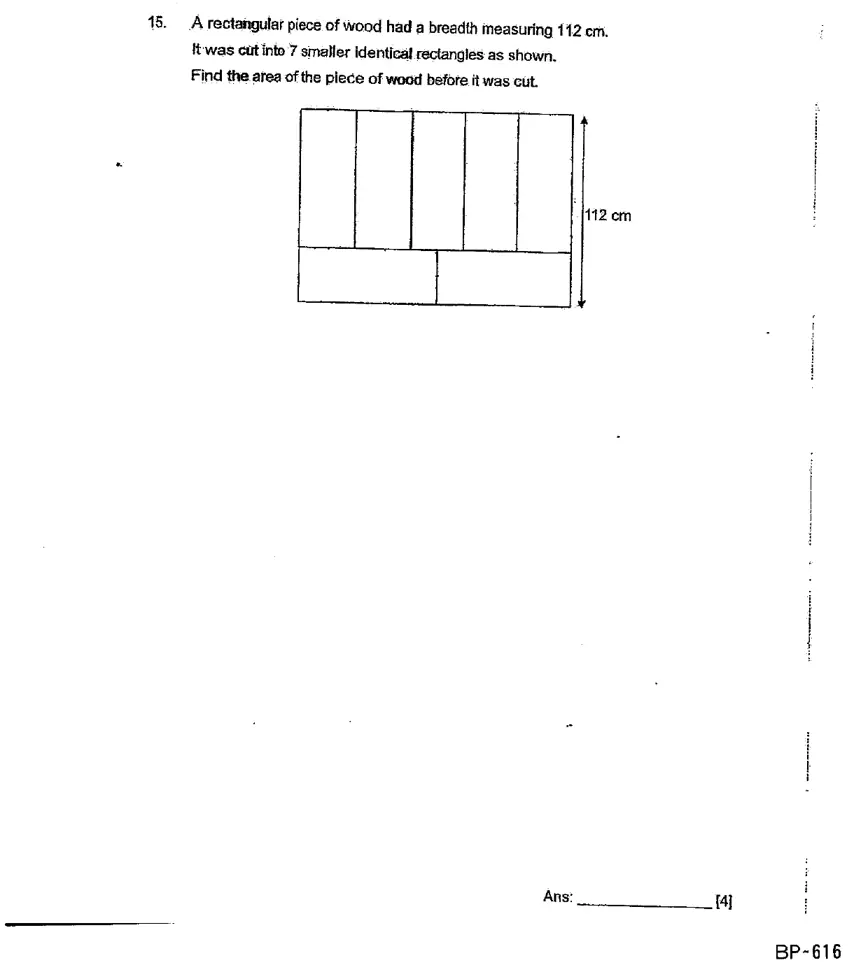 15. A rectangular piece of wood had a breadth measuring 112 cm.
It was cut into 7 smaller identical rectangles as shown.
Find the area of the piece of wood before it was cut.
112 cm
Ans: ____________ [4]
BP-616